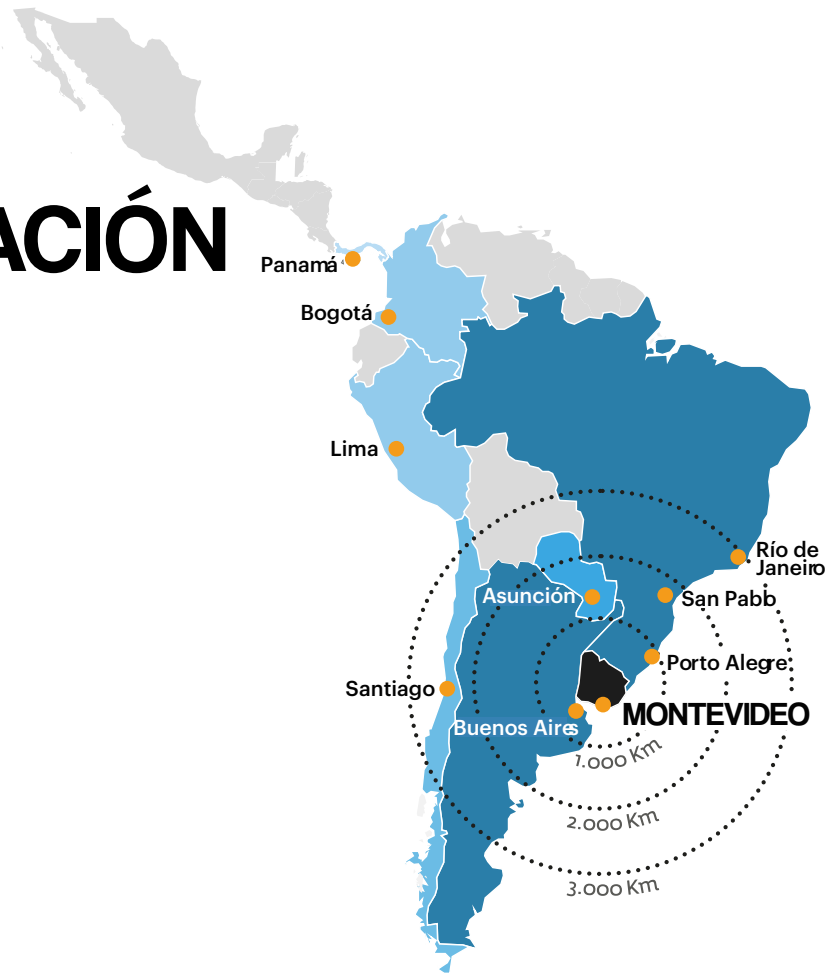 ACIÓN
Panamá
Bogotá
Lima
Río de
Janeiro
Asunción
San Pablo
Porto Alegre
Santiago
MONTEVIDEO
Buenos Aires
1.000 Km
2.000 Km
3.000 Km